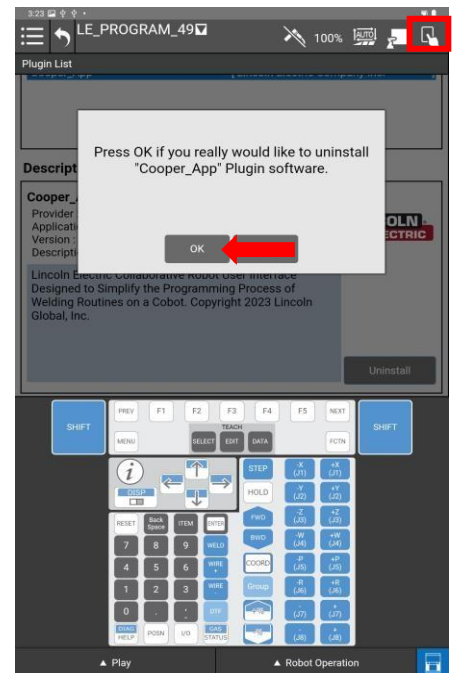 3:23
LE_PROGRAM_49
100%
AUTO
Plugin List
Cooper_App [ Lincoln Electric Company Inc. ]
Press OK if you really would like to uninstall
"Cooper_App" Plugin software.
OK
Descript
Cooper_
Provider
Applicati
Version :
Descripti
OLN
ECTRIC
Lincoln Electric Collaborative Robot User Interface
Designed to Simplify the Programming Process of
Welding Routines on a Cobot. Copyright 2023 Lincoln
Global, Inc.
Uninstall
SHIFT
PREV F1 F2 F3 F4 F5 NEXT
SHIFT
TEACH
MENU SELECT EDIT DATA FCTN
i
DISP
STEP -X (J1) +X (J1)
HOLD -Y (J2) +Y (J2)
RESET Back Space ITEM ENTER FWD -Z (J3) +Z (J3)
7 8 9 WELD BWD -W (J4) +W (J4)
4 5 6 WIRE + COORD -P (J5) +P (J5)
1 2 3 WIRE - Group -R (J6) +R (J6)
0 . , - OTF +% - (J7) + (J7)
DIAG HELP POSN I/O GAS STATUS -% - (J8) + (J8)
Play
Robot Operation